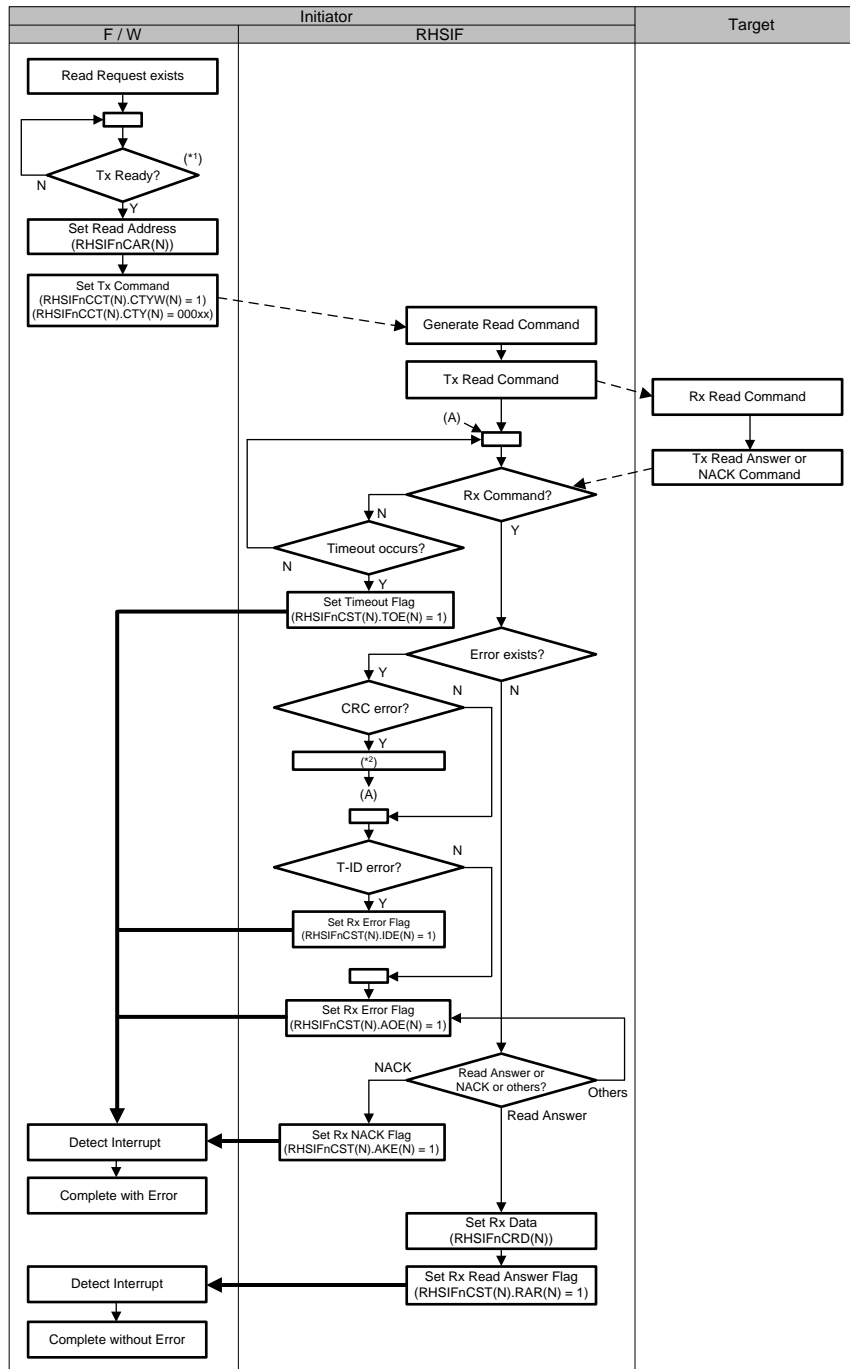 Initiator
Target
F / W
RHSIF
Read Request exists
(*1)
Tx Ready?
N
Y
Set Read Address
(RHSIFnCAR(N))
Set Tx Command
(RHSIFnCCT(N).CTYW(N) = 1)
(RHSIFnCCT(N).CTY(N) = 000xx)
Generate Read Command
Tx Read Command
Rx Read Command
(A)
Tx Read Answer or
NACK Command
Rx Command?
N
Y
Timeout occurs?
N
Y
Set Timeout Flag
(RHSIFnCST(N).TOE(N) = 1)
Error exists?
Y
N
CRC error?
N
Y
(*2)
(A)
T-ID error?
N
Y
Set Rx Error Flag
(RHSIFnCST(N).IDE(N) = 1)
Set Rx Error Flag
(RHSIFnCST(N).AOE(N) = 1)
NACK
Read Answer or
NACK or others?
Others
Read Answer
Detect Interrupt
Set Rx NACK Flag
(RHSIFnCST(N).AKE(N) = 1)
Complete with Error
Set Rx Data
(RHSIFnCRD(N))
Detect Interrupt
Set Rx Read Answer Flag
(RHSIFnCST(N).RAR(N) = 1)
Complete without Error